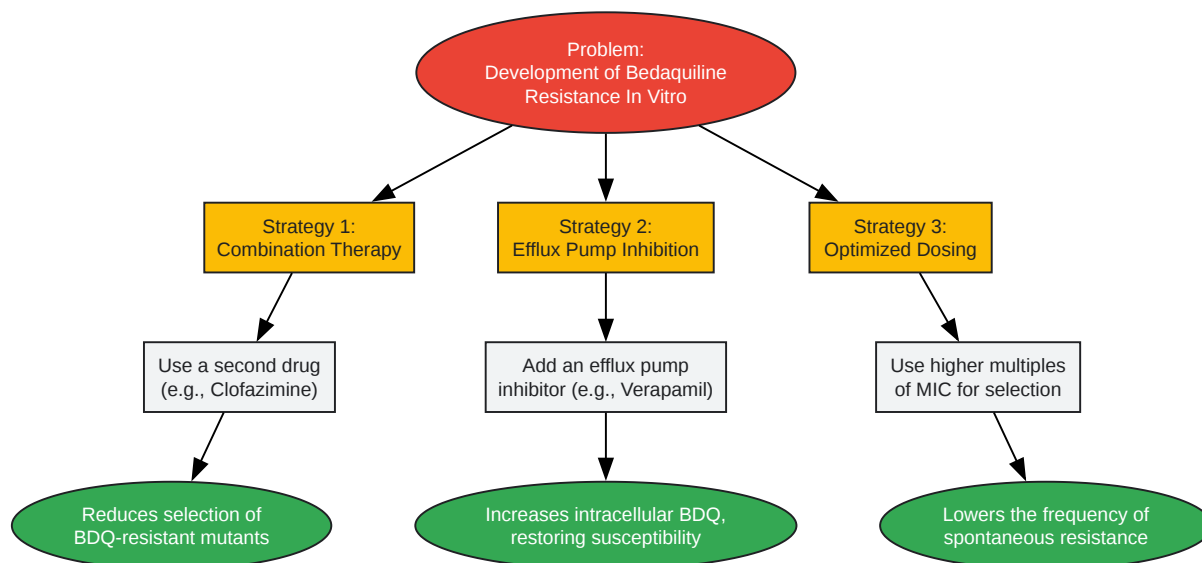 Problem:
Development of Bedaquiline
Resistance In Vitro
Strategy 1:
Combination Therapy
Strategy 2:
Efflux Pump Inhibition
Strategy 3:
Optimized Dosing
Use a second drug
(e.g., Clofazimine)
Add an efflux pump
inhibitor (e.g., Verapamil)
Use higher multiples
of MIC for selection
Reduces selection of
BDQ-resistant mutants
Increases intracellular BDQ,
restoring susceptibility
Lowers the frequency of
spontaneous resistance